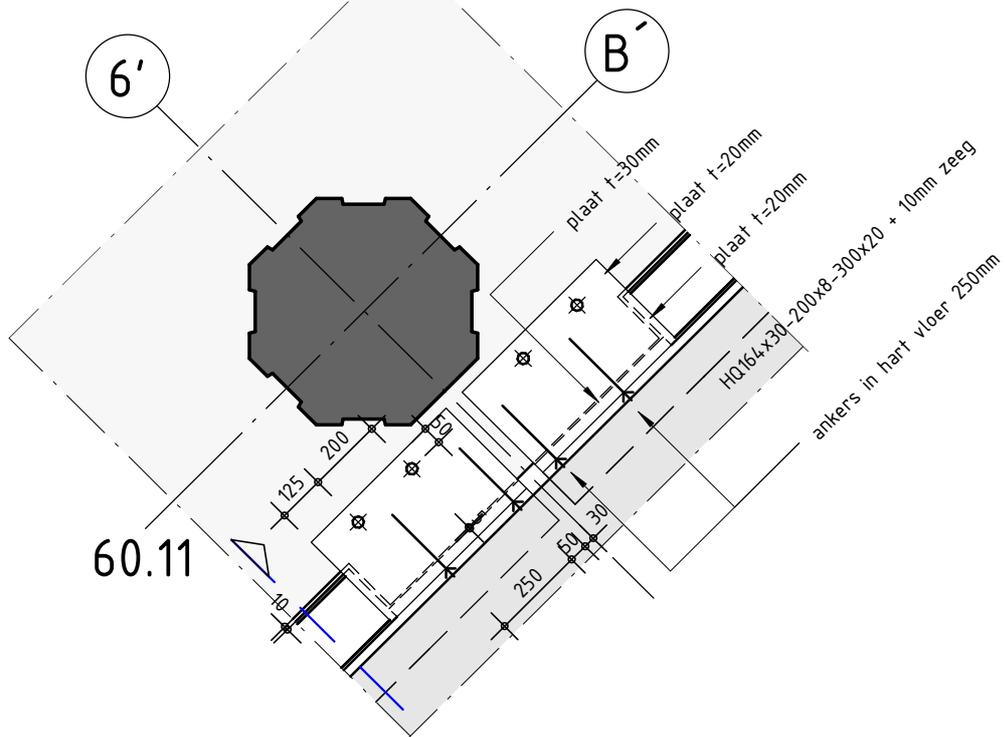 6'
B´
plaat t=30mm
plaat t=20mm
plaat t=20mm
HQ164x30-200x8-300x20 + 10mm zeeg
ankers in hart vloer 250mm
50
200
125
60.11
10
30
60
250